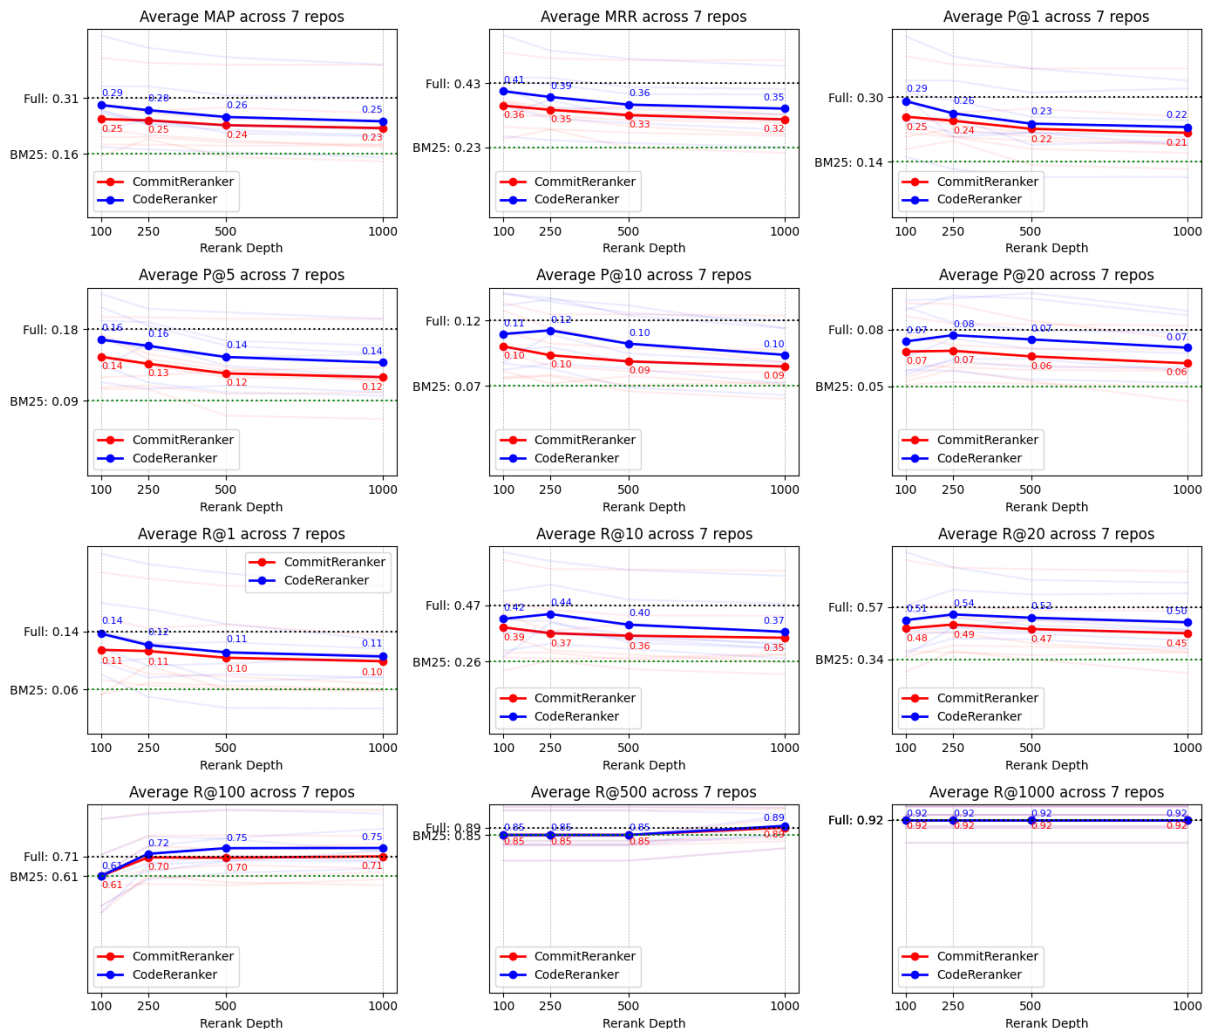 Average MAP across 7 repos
Full: 0.31
BM25: 0.16
0.29
0.28
0.26
0.25
0.25
0.25
0.24
0.23
CommitReranker
CodeReranker
100
250
500
1000
Rerank Depth
Average MRR across 7 repos
Full: 0.43
BM25: 0.23
0.41
0.39
0.36
0.35
0.36
0.35
0.33
0.32
CommitReranker
CodeReranker
100
250
500
1000
Rerank Depth
Average P@1 across 7 repos
Full: 0.30
BM25: 0.14
0.29
0.26
0.23
0.22
0.25
0.24
0.22
0.21
CommitReranker
CodeReranker
100
250
500
1000
Rerank Depth
Average P@5 across 7 repos
Full: 0.18
BM25: 0.09
0.16
0.16
0.14
0.14
0.14
0.13
0.12
0.12
CommitReranker
CodeReranker
100
250
500
1000
Rerank Depth
Average P@10 across 7 repos
Full: 0.12
BM25: 0.07
0.11
0.12
0.10
0.10
0.10
0.10
0.09
0.09
CommitReranker
CodeReranker
100
250
500
1000
Rerank Depth
Average P@20 across 7 repos
Full: 0.08
BM25: 0.05
0.07
0.08
0.07
0.07
0.07
0.07
0.06
0.06
CommitReranker
CodeReranker
100
250
500
1000
Rerank Depth
Average R@1 across 7 repos
Full: 0.14
BM25: 0.06
0.14
0.12
0.11
0.11
0.11
0.11
0.10
0.10
CommitReranker
CodeReranker
100
250
500
1000
Rerank Depth
Average R@10 across 7 repos
Full: 0.47
BM25: 0.26
0.42
0.44
0.40
0.37
0.39
0.37
0.36
0.35
CommitReranker
CodeReranker
100
250
500
1000
Rerank Depth
Average R@20 across 7 repos
Full: 0.57
BM25: 0.34
0.51
0.54
0.52
0.50
0.48
0.49
0.47
0.45
CommitReranker
CodeReranker
100
250
500
1000
Rerank Depth
Average R@100 across 7 repos
Full: 0.71
BM25: 0.61
0.61
0.72
0.75
0.75
0.61
0.70
0.70
0.71
CommitReranker
CodeReranker
100
250
500
1000
Rerank Depth
Average R@500 across 7 repos
Full: 0.89
BM25: 0.85
0.85
0.85
0.85
0.89
0.85
0.85
0.85
0.89
CommitReranker
CodeReranker
100
250
500
1000
Rerank Depth
Average R@1000 across 7 repos
Full: 0.92
0.92
0.92
0.92
0.92
0.92
0.92
0.92
0.92
CommitReranker
CodeReranker
100
250
500
1000
Rerank Depth